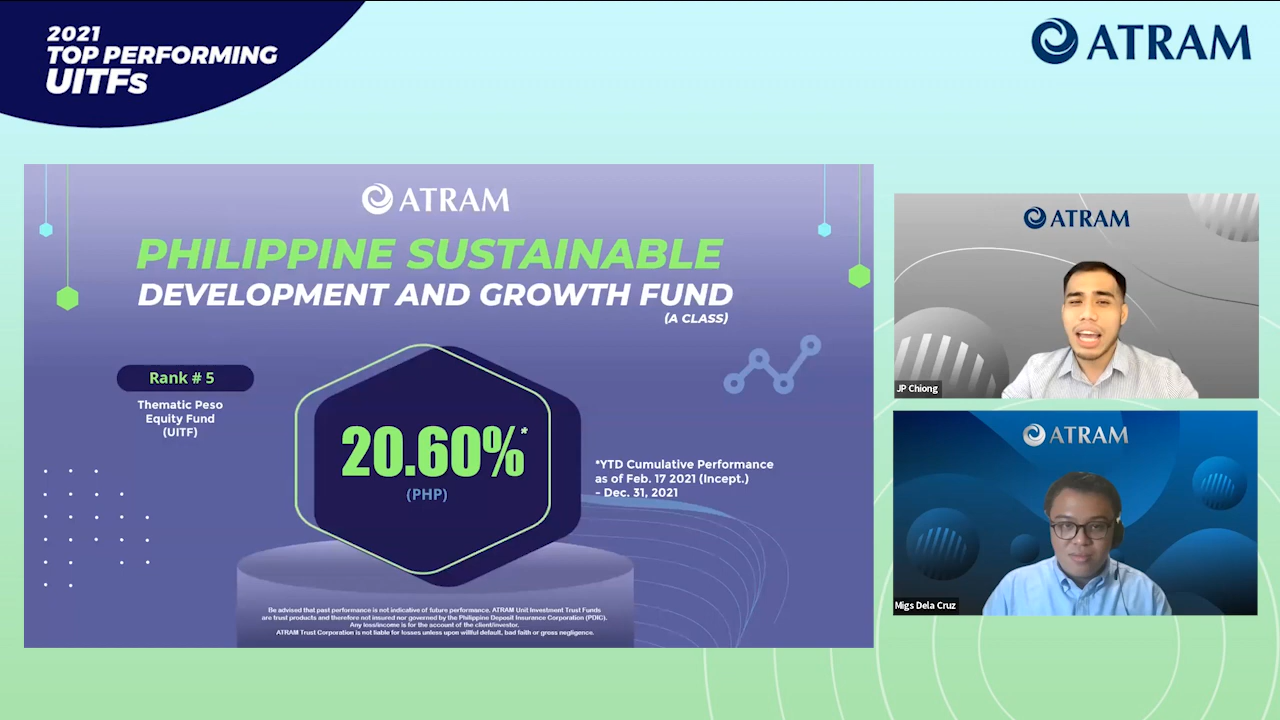 2021
TOP PERFORMING
UITFs
ATRAM
ATRAM
PHILIPPINE SUSTAINABLE
DEVELOPMENT AND GROWTH FUND
(A CLASS)
Rank # 5
Thematic Peso
Equity Fund
(UITF)
20.60%*
(PHP)
*YTD Cumulative Performance
as of Feb. 17 2021 (Incept.)
- Dec. 31, 2021
Be advised that past performance is not indicative of future performance. ATRAM Unit Investment Trust Funds
are trust products and therefore not insured nor governed by the Philippine Deposit Insurance Corporation (PDIC).
Any loss/income is for the account of the client/investor.
ATRAM Trust Corporation is not liable for losses unless upon willful default, bad faith or gross negligence.
ATRAM
JP Chiong
ATRAM
Migs Dela Cruz